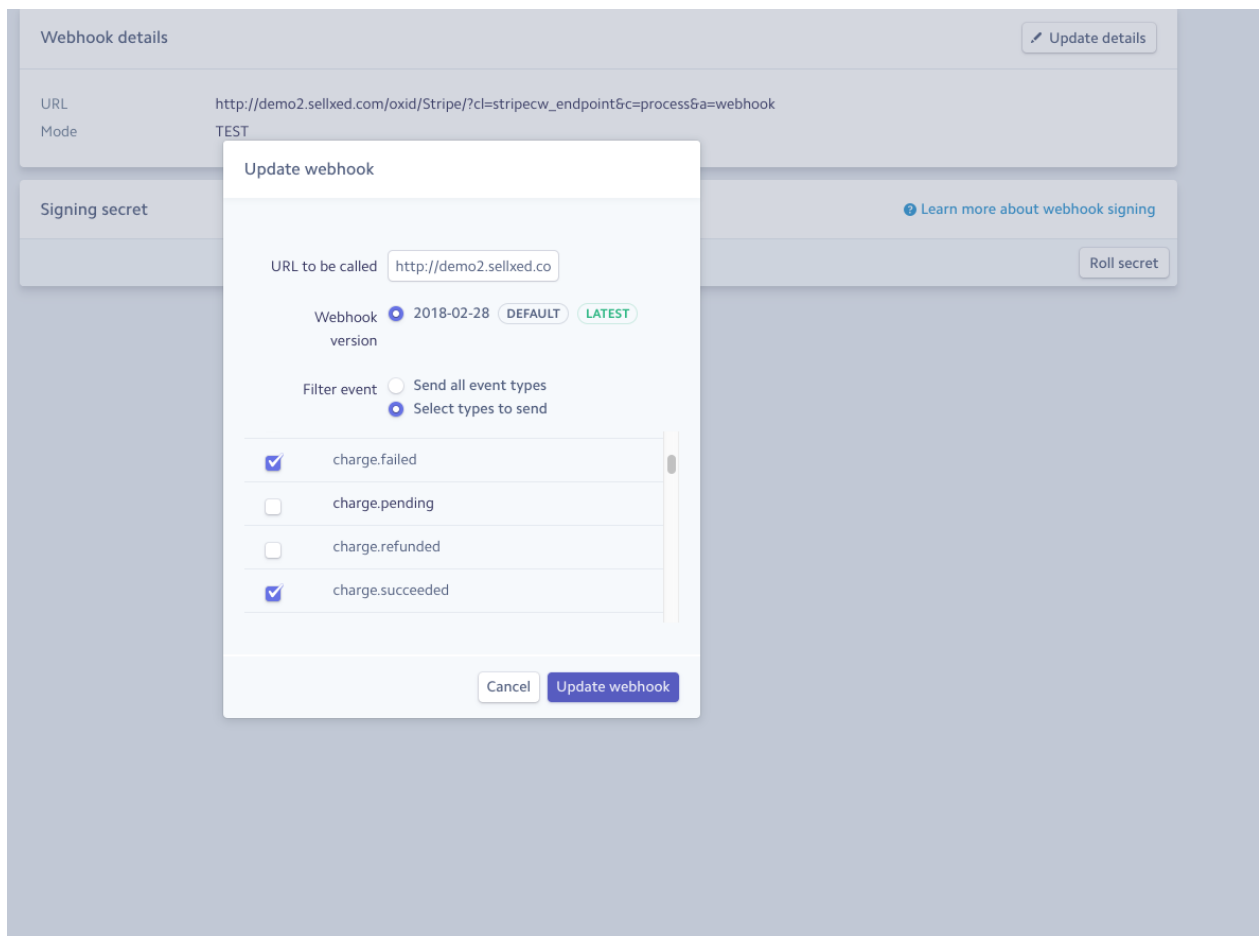 Webhook details
Update details
URL http://demo2.sellxed.com/oxid/Stripe/?cl=stripecw_endpoint&c=process&a=webhook
Mode TEST
Update webhook
Signing secret
Learn more about webhook signing
Roll secret
URL to be called http://demo2.sellxed.co
Webhook version
2018-02-28 DEFAULT LATEST
Filter event
Send all event types
Select types to send
charge.failed
charge.pending
charge.refunded
charge.succeeded
Cancel Update webhook